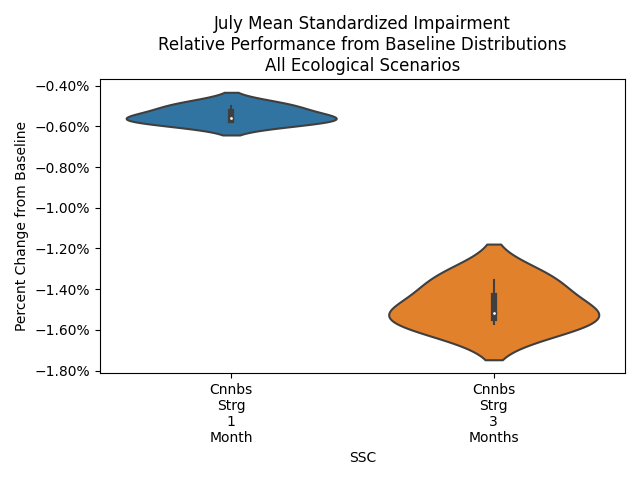 July Mean Standardized Impairment
Relative Performance from Baseline Distributions
All Ecological Scenarios
Percent Change from Baseline
−0.40%
−0.60%
−0.80%
−1.00%
−1.20%
−1.40%
−1.60%
−1.80%
Cnnbs
Strg
1
Month
Cnnbs
Strg
3
Months
SSC